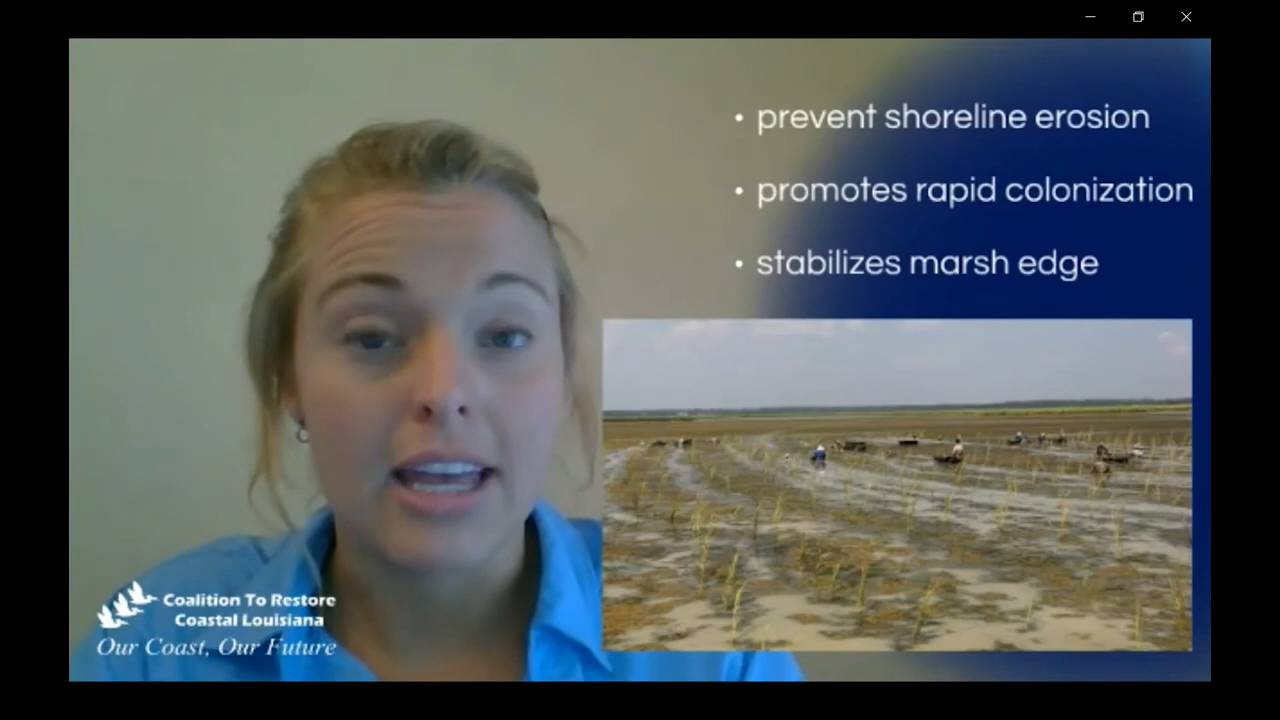 • prevent shoreline erosion
• promotes rapid colonization
• stabilizes marsh edge
Coalition To Restore
Coastal Louisiana
Our Coast, Our Future